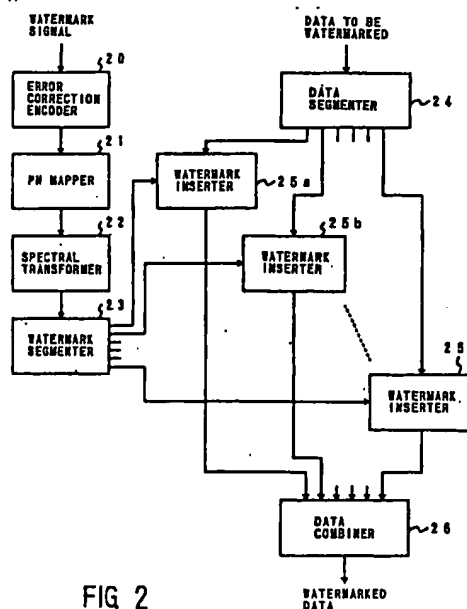 WATERMARK
SIGNAL
DATA TO BE
WATERMARKED
20
ERROR
CORRECTION
ENCODER
DATA
SEGMENTER
24
21
PN MAPPER
WATERMARK
INSERTER
25a
22
SPECTRAL
TRANSFORMER
25b
WATERMARK
INSERTER
23
WATERMARK
SEGMENTER
25
WATERMARK
INSERTER
DATA
COMBINER
26
FIG 2
WATERMARKED
DATA